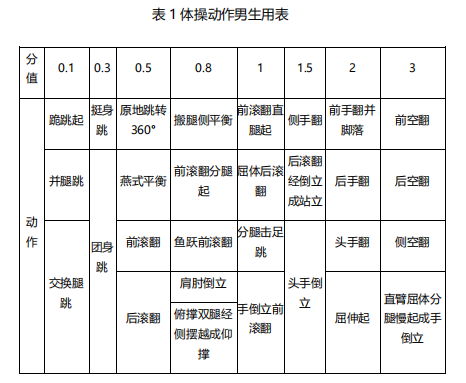 表 1 体操动作男生用表
分值 0.1 0.3 0.5 0.8 1 1.5 2 3
动作
跪跳起 挺身跳 原地跳转360° 搬腿侧平衡 前滚翻直腿起 侧手翻 前手翻并脚落 前空翻
并腿跳 团身跳 燕式平衡 前滚翻分腿起 屈体后滚翻 后滚翻经倒立成站立 后手翻 后空翻
交换腿跳 前滚翻 鱼跃前滚翻 分腿击足跳 头手倒立 头手翻 侧空翻
后滚翻 肩肘倒立 手倒立前滚翻 屈伸起 直臂屈体分腿慢起成手倒立
俯撑双腿经侧摆越成仰撑